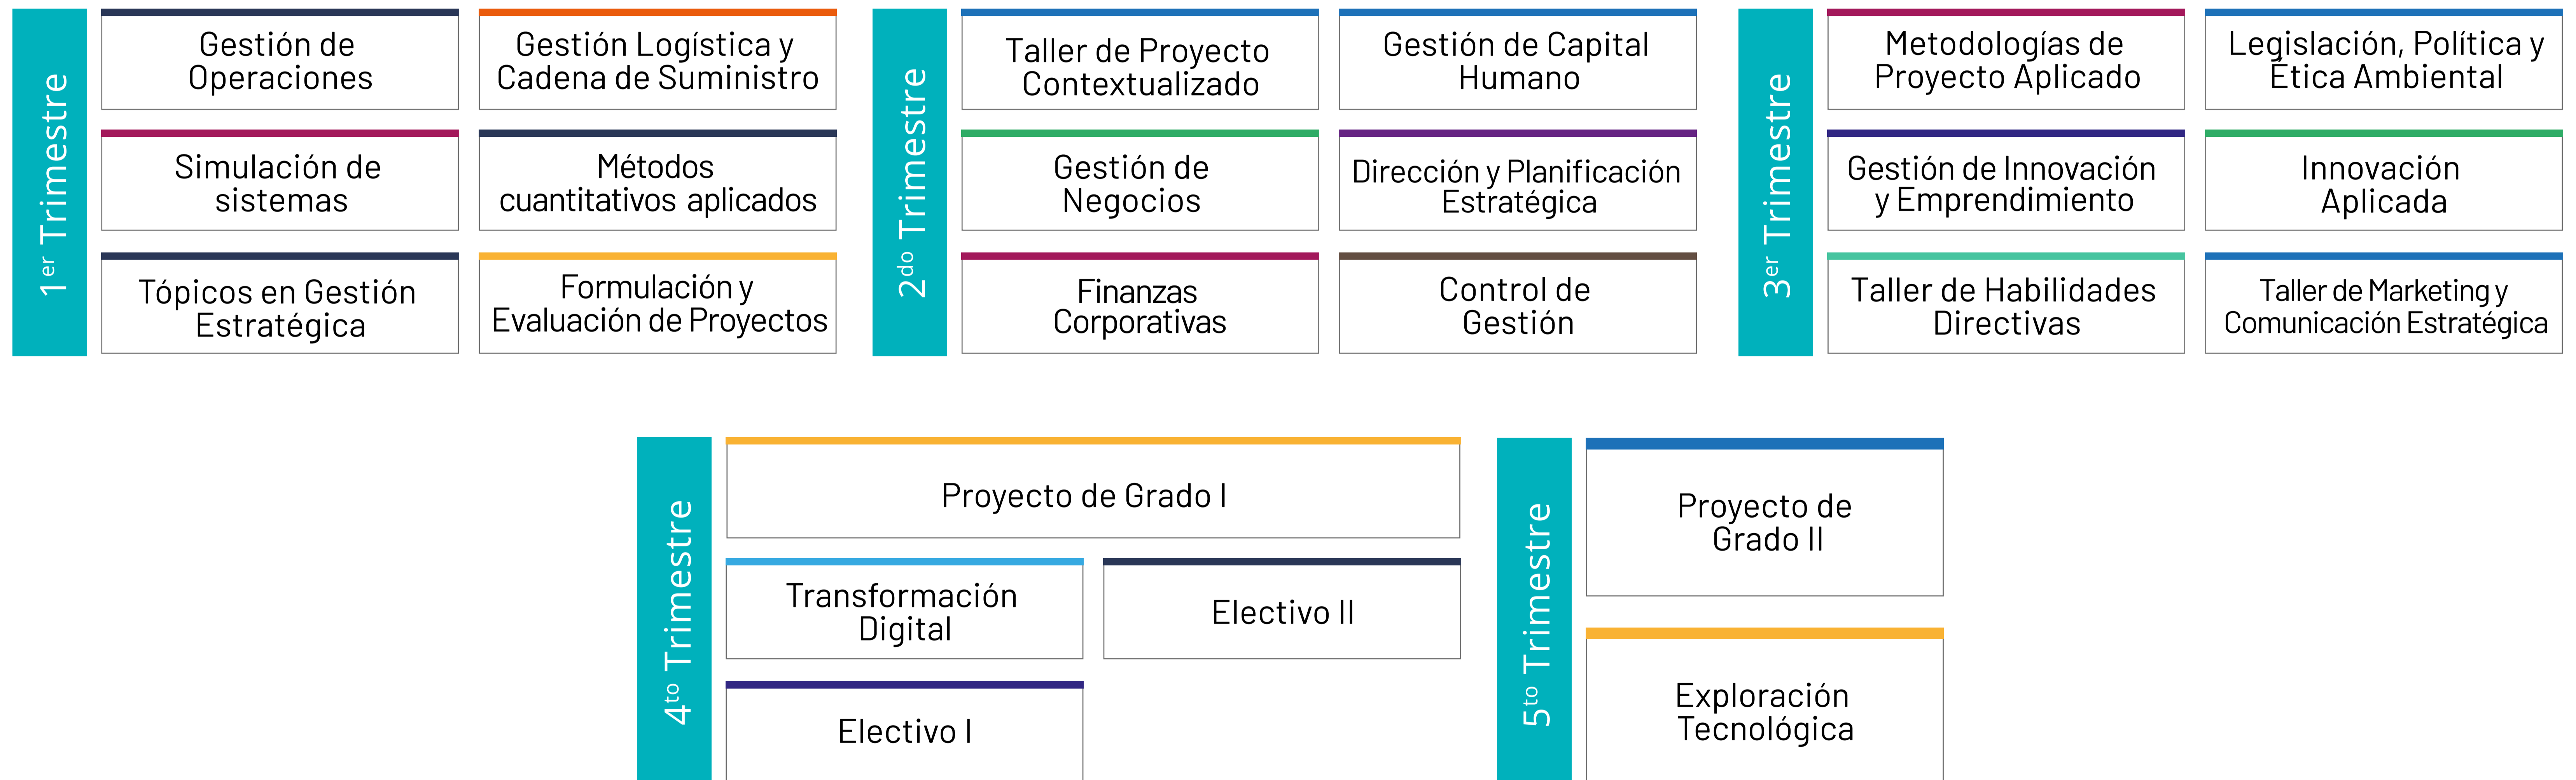 1er Trimestre
Gestión de
Operaciones
Gestión Logística y
Cadena de Suministro
Simulación de
sistemas
Métodos
cuantitativos aplicados
Tópicos en Gestión
Estratégica
Formulación y
Evaluación de Proyectos
2do Trimestre
Taller de Proyecto
Contextualizado
Gestión de Capital
Humano
Gestión de
Negocios
Dirección y Planificación
Estratégica
Finanzas
Corporativas
Control de
Gestión
3er Trimestre
Metodologías de
Proyecto Aplicado
Legislación, Política y
Ética Ambiental
Gestión de Innovación
y Emprendimiento
Innovación
Aplicada
Taller de Habilidades
Directivas
Taller de Marketing y
Comunicación Estratégica
4to Trimestre
Proyecto de Grado I
Transformación
Digital
Electivo II
Electivo I
5to Trimestre
Proyecto de
Grado II
Exploración
Tecnológica